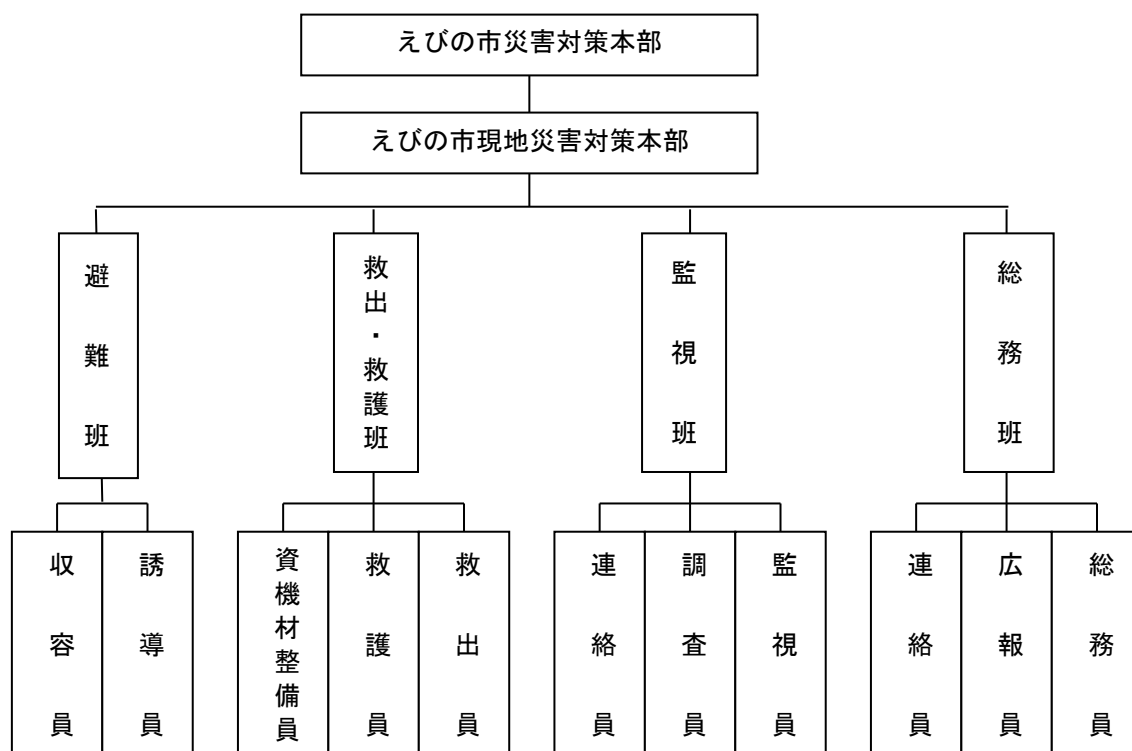 えびの市災害対策本部
えびの市現地災害対策本部
避難班
救出・救護班
監視班
総務班
収容員
誘導員
資機材整備員
救護員
救出員
連絡員
調査員
監視員
連絡員
広報員
総務員